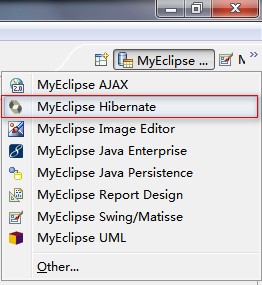 MyEclipse ...
M
MyEclipse AJAX
MyEclipse Hibernate
MyEclipse Image Editor
MyEclipse Java Enterprise
MyEclipse Java Persistence
MyEclipse Report Design
MyEclipse Swing/Matisse
MyEclipse UML
Other...